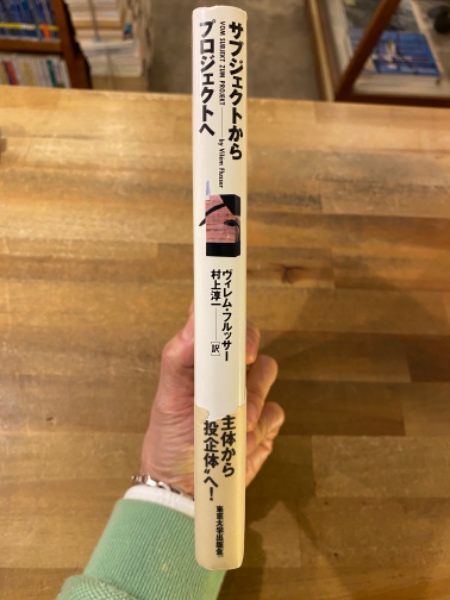 サブジェクトから
プロジェクトへ
VOM SUBJEKT ZUM PROJEKT
by Vilém Flusser
ヴィレム・フルッサー
村上淳一
[訳]
主体から
“投企体”へ!
東京大学出版会